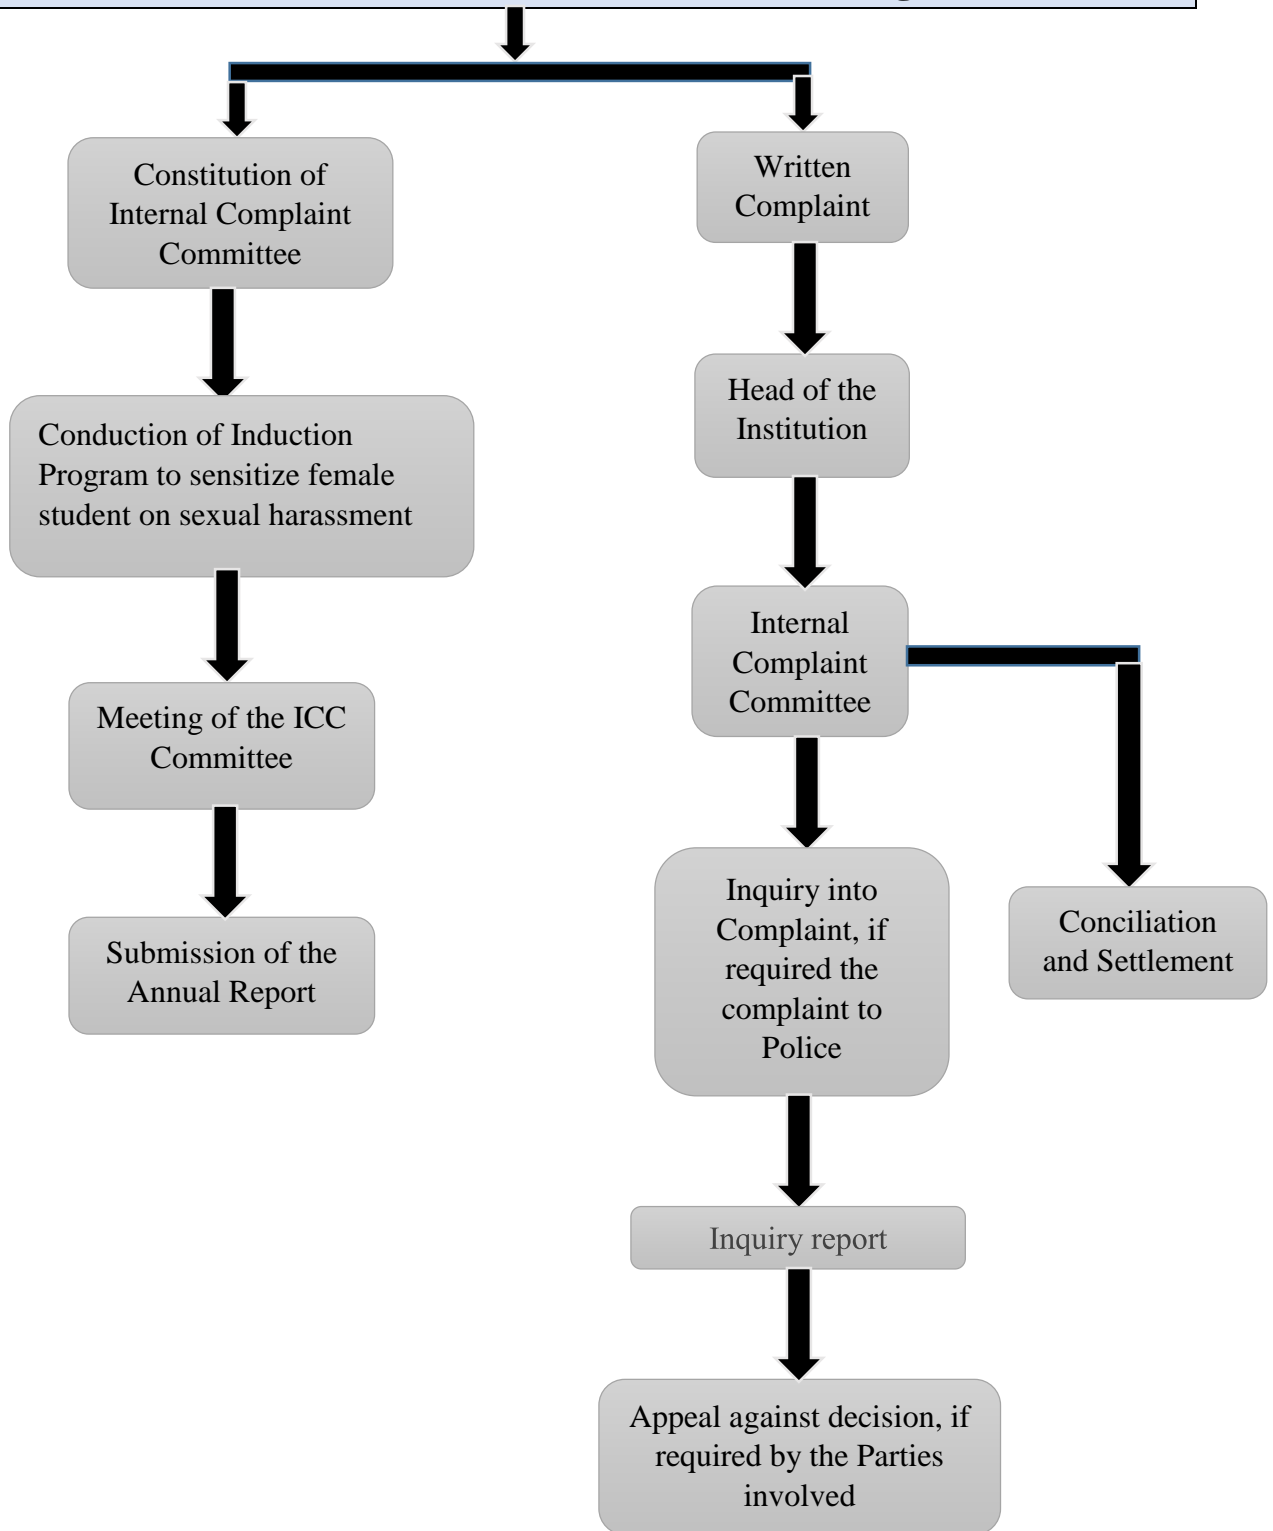 Constitution of
Internal Complaint
Committee
Conduction of Induction
Program to sensitize female
student on sexual harassment
Meeting of the ICC
Committee
Submission of the
Annual Report
Written
Complaint
Head of the
Institution
Internal
Complaint
Committee
Inquiry into
Complaint, if
required the
complaint to
Police
Conciliation
and Settlement
Inquiry report
Appeal against decision, if
required by the Parties
involved